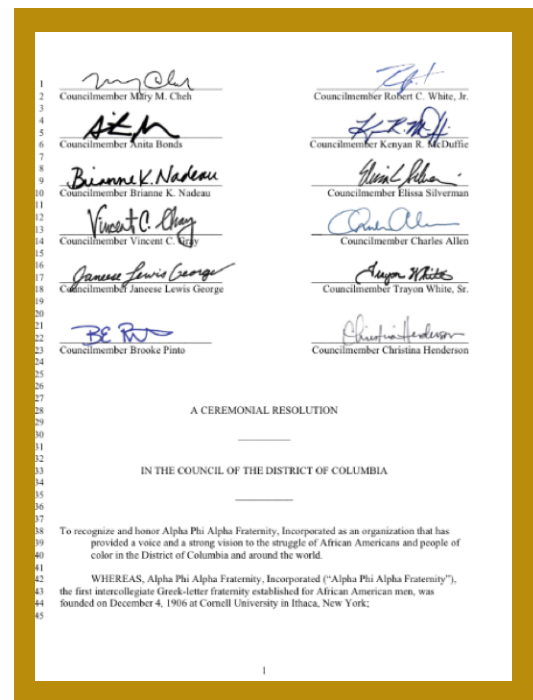 1
2 Councilmember Mary M. Cheh Councilmember Robert C. White, Jr.
3
4
5
6 Councilmember Anita Bonds Councilmember Kenyan R. McDuffie
7
8
9 Brianne K. Nadeau
10 Councilmember Brianne K. Nadeau Councilmember Elissa Silverman
11
12
13 Vincent C. Gray
14 Councilmember Vincent C. Gray Councilmember Charles Allen
15
16
17 Janeese Lewis George Trayon White
18 Councilmember Janeese Lewis George Councilmember Trayon White, Sr.
19
20
21
22 Christina Henderson
23 Councilmember Brooke Pinto Councilmember Christina Henderson
24
25
26
27
28 A CEREMONIAL RESOLUTION
29
30
31
32
33 IN THE COUNCIL OF THE DISTRICT OF COLUMBIA
34
35
36
37
38 To recognize and honor Alpha Phi Alpha Fraternity, Incorporated as an organization that has
39 provided a voice and a strong vision to the struggle of African Americans and people of
40 color in the District of Columbia and around the world.
41
42 WHEREAS, Alpha Phi Alpha Fraternity, Incorporated (“Alpha Phi Alpha Fraternity”),
43 the first intercollegiate Greek-letter fraternity established for African American men, was
44 founded on December 4, 1906 at Cornell University in Ithaca, New York;
45
1